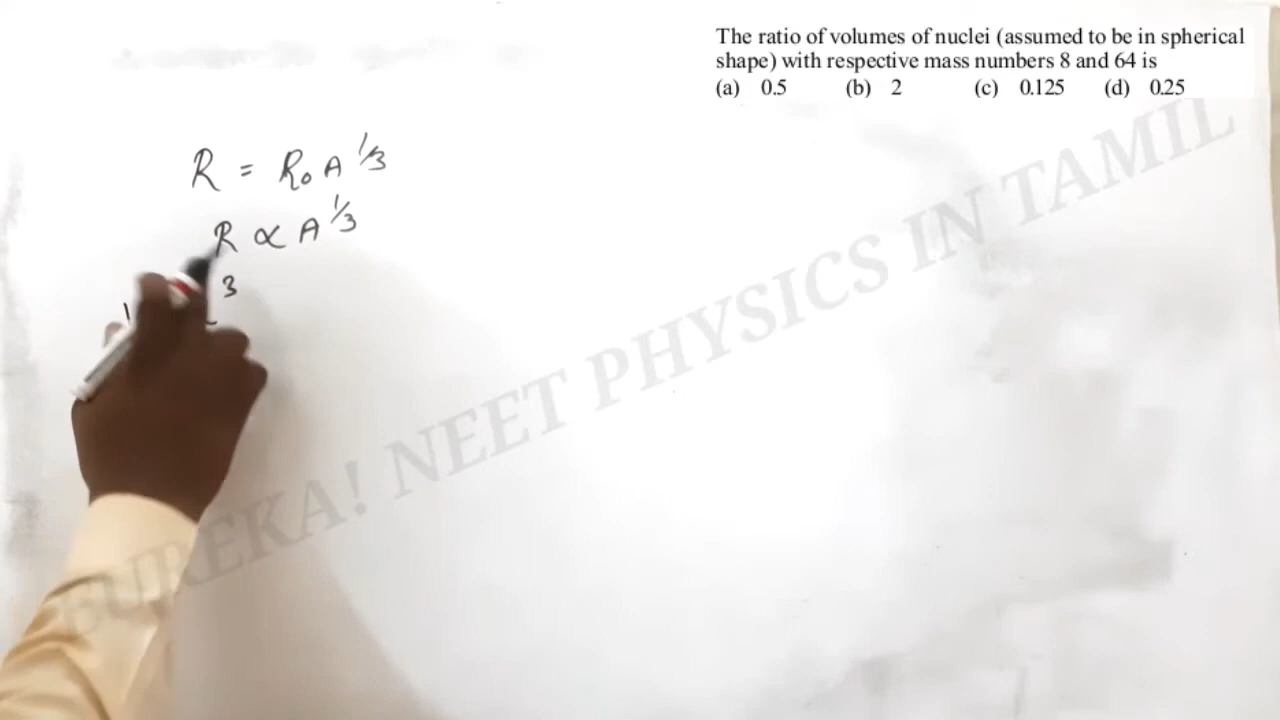 The ratio of volumes of nuclei (assumed to be in spherical
shape) with respective mass numbers 8 and 64 is
(a) 0.5 (b) 2 (c) 0.125 (d) 0.25
R = R₀ A^1/3
R ∝ A^1/3
3
EUREKA! NEET PHYSICS IN TAMIL